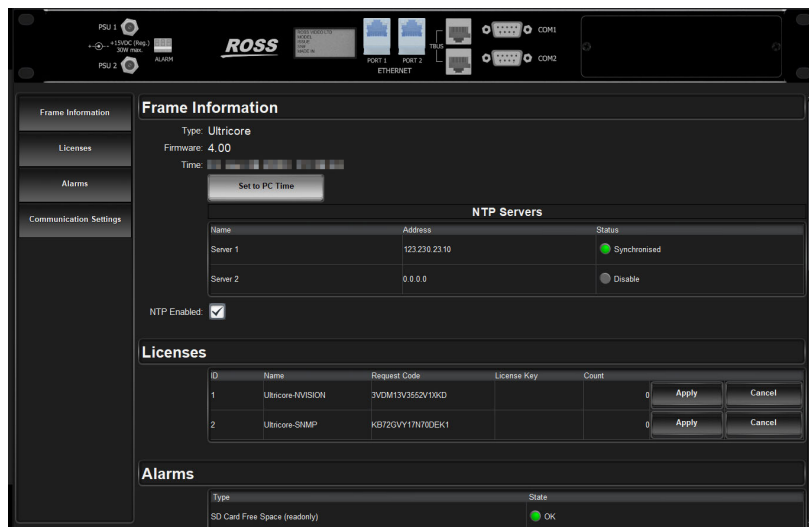 PSU 1
+15VDC (Reg.)
30W max.
ALARM
PSU 2
ROSS
PORT 1
PORT 2
ETHERNET
TBUS
COM1
COM2
Frame Information
Licenses
Alarms
Communication Settings
Frame Information
Type: Ultricore
Firmware: 4.00
Time:
Set to PC Time
NTP Servers
Name Address Status
Server 1 123.230.23.10 Synchronised
Server 2 0.0.0.0 Disable
NTP Enabled:
Licenses
ID Name Request Code License Key Count
1 Ultricore-NVISION 3VDM13V3552V1XKD 0 Apply Cancel
2 Ultricore-SNMP KB72GVY17N70DEK1 0 Apply Cancel
Alarms
Type State
SD Card Free Space (readonly) OK